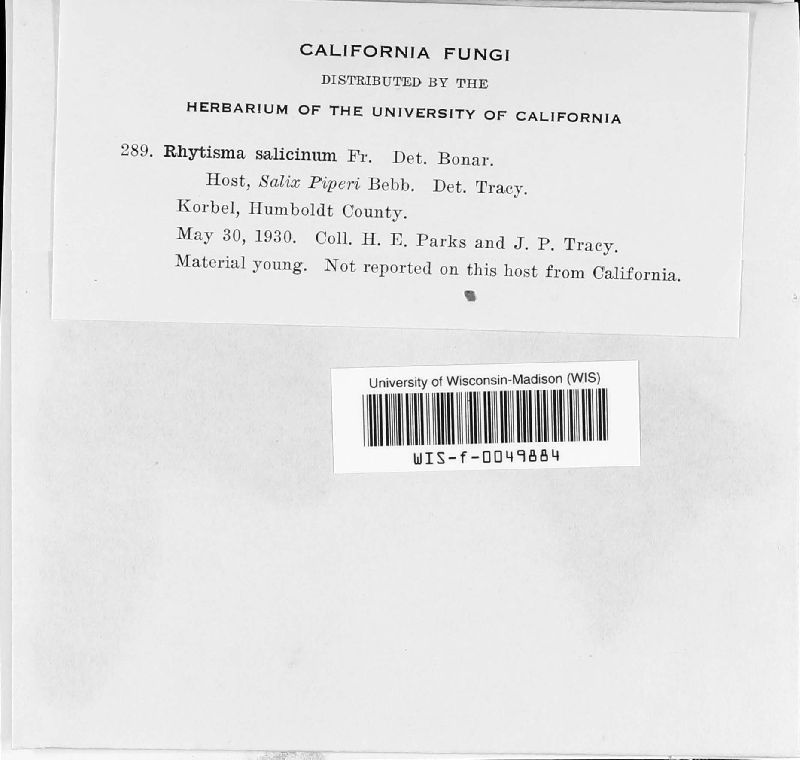 CALIFORNIA FUNGI
DISTRIBUTED BY THE
HERBARIUM OF THE UNIVERSITY OF CALIFORNIA
289. Rhytisma salicinum Fr. Det. Bonar.
Host, Salix Piperi Bebb. Det. Tracy.
Korbel, Humboldt County.
May 30, 1930. Coll. H. E. Parks and J. P. Tracy.
Material young. Not reported on this host from California.
University of Wisconsin-Madison (WIS)
WIS-f-0049884